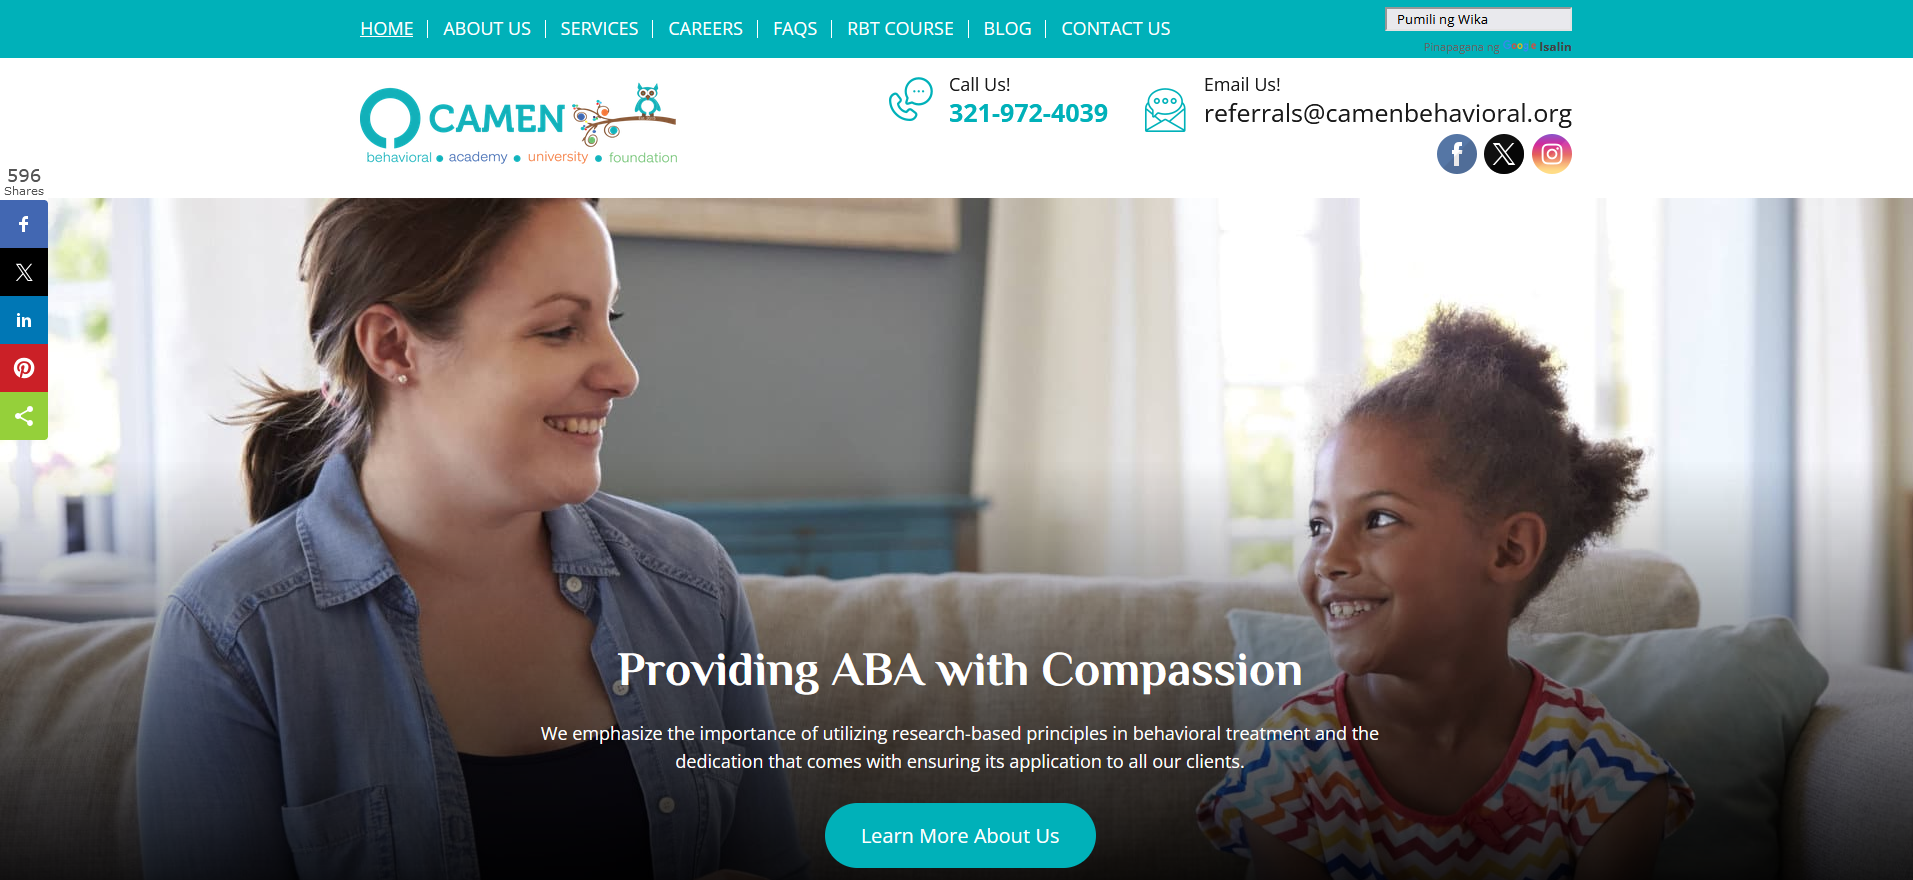 HOME
ABOUT US
SERVICES
CAREERS
FAQS
RBT COURSE
BLOG
CONTACT US
Pumili ng Wika
Pinapagana ng Google Isalin
CAMEN
behavioral • academy • university • foundation
Call Us!
321-972-4039
Email Us!
referrals@camenbehavioral.org
596
Shares
Providing ABA with Compassion
We emphasize the importance of utilizing research-based principles in behavioral treatment and the
dedication that comes with ensuring its application to all our clients.
Learn More About Us